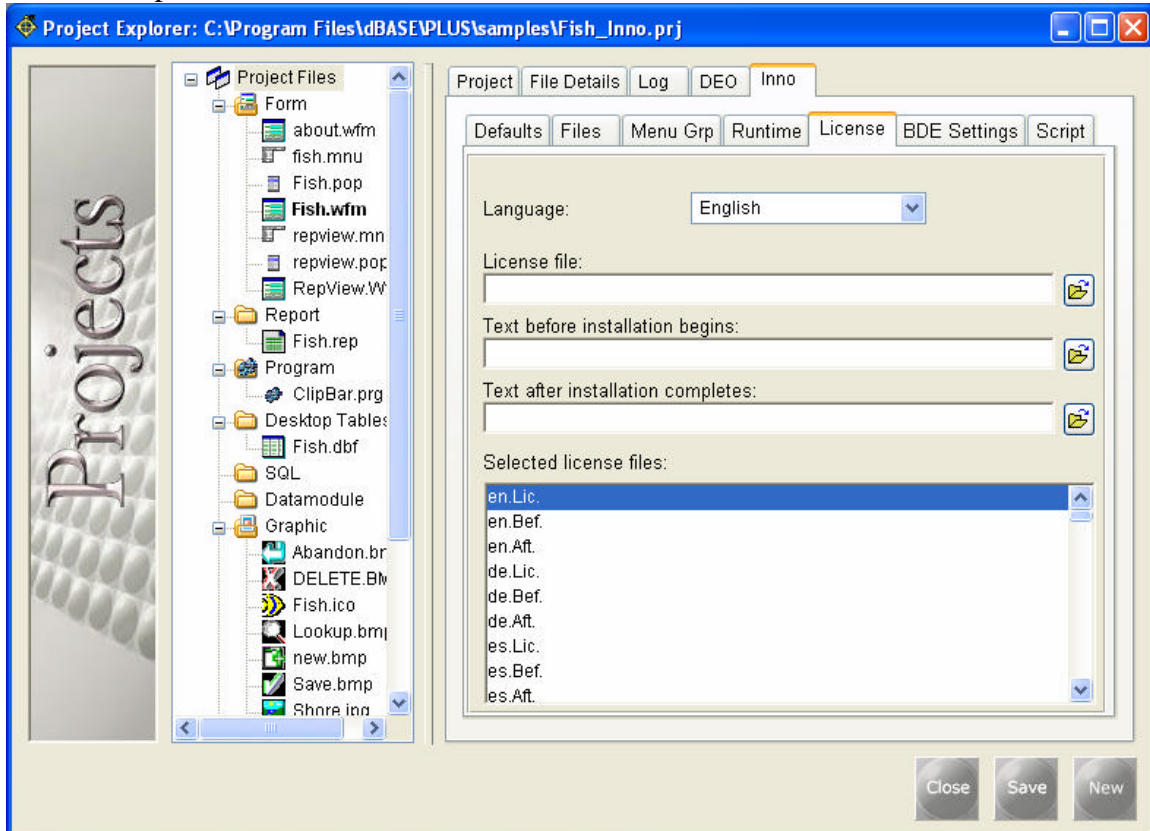 Project Explorer: C:\Program Files\dBASE\PLUS\samples\Fish_Inno.prj
Projects
Project Files
Form
about.wfm
fish.mnu
Fish.pop
Fish.wfm
repview.mn
repview.pop
RepView.W
Report
Fish.rep
Program
ClipBar.prg
Desktop Tables
Fish.dbf
SQL
Datamodule
Graphic
Abandon.br
DELETE.BM
Fish.ico
Lookup.bmp
new.bmp
Save.bmp
Shore.jpg
Project File Details Log DEO Inno
Defaults Files Menu Grp Runtime License BDE Settings Script
Language: English
License file:
Text before installation begins:
Text after installation completes:
Selected license files:
en.Lic.
en.Bef.
en.Aft.
de.Lic.
de.Bef.
de.Aft.
es.Lic.
es.Bef.
es.Aft.
Close Save New